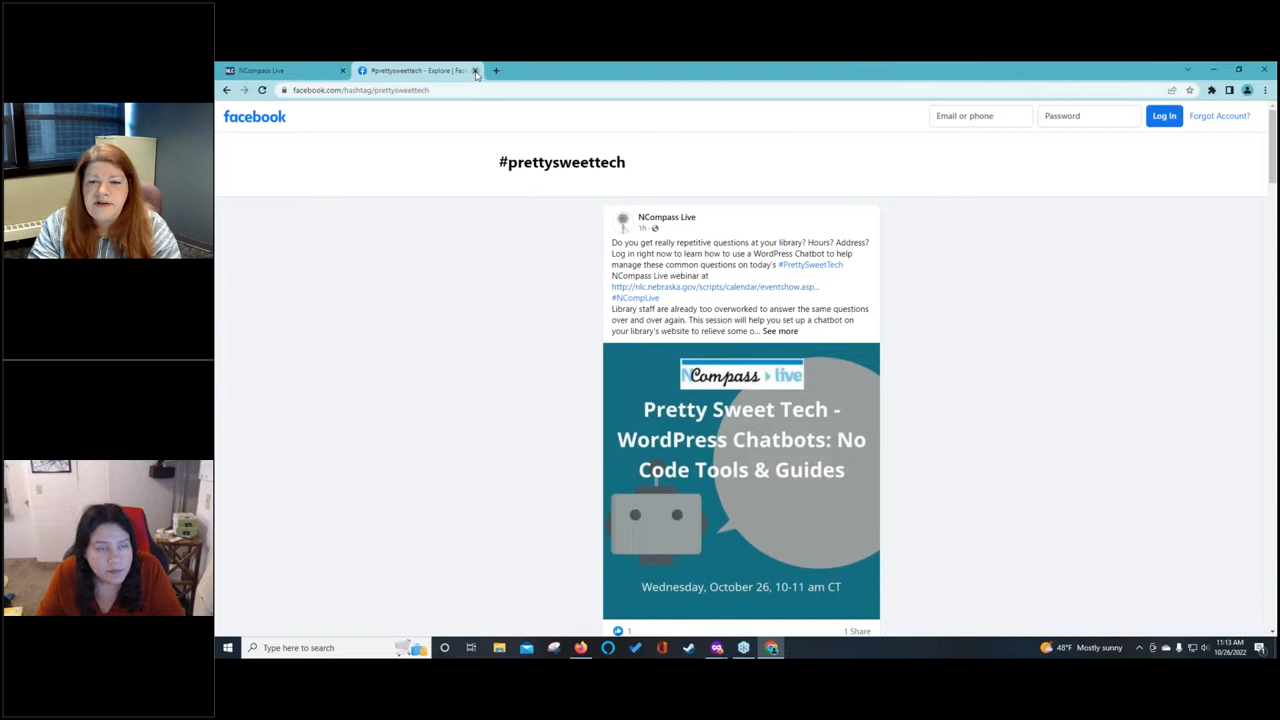 NC NCompass Live
#prettysweettech - Explore | Fac
facebook.com/hashtag/prettysweettech
facebook
Email or phone
Password
Log In
Forgot Account?
#prettysweettech
NCompass Live
1h
Do you get really repetitive questions at your library? Hours? Address?
Log in right now to learn how to use a WordPress Chatbot to help
manage these common questions on today's #PrettySweetTech
NCompass Live webinar at
http://nlc.nebraska.gov/scripts/calendar/eventshow.asp...
#NCompLive
Library staff are already too overworked to answer the same questions
over and over again. This session will help you set up a chatbot on
your library's website to relieve some o... See more
NCompass live
Pretty Sweet Tech -
WordPress Chatbots: No
Code Tools & Guides
Wednesday, October 26, 10-11 am CT
1
1 Share
Type here to search
48°F Mostly sunny
11:13 AM
10/26/2022